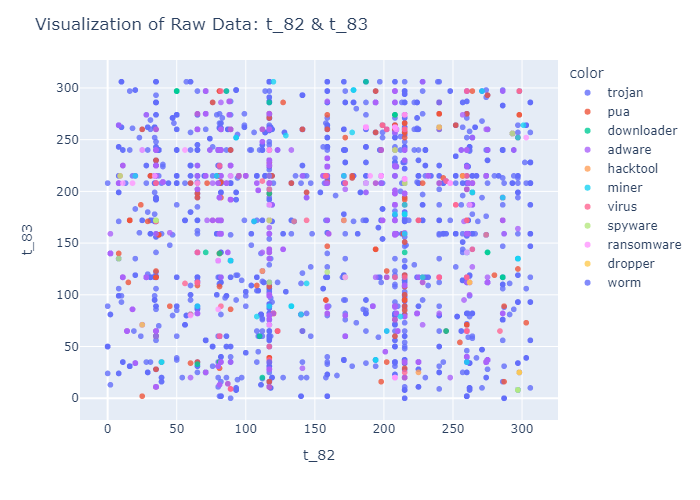 Visualization of Raw Data: t_82 & t_83
color
trojan
pua
downloader
adware
hacktool
miner
virus
spyware
ransomware
dropper
worm
300
250
200
150
100
50
0
t_83
0 50 100 150 200 250 300
t_82